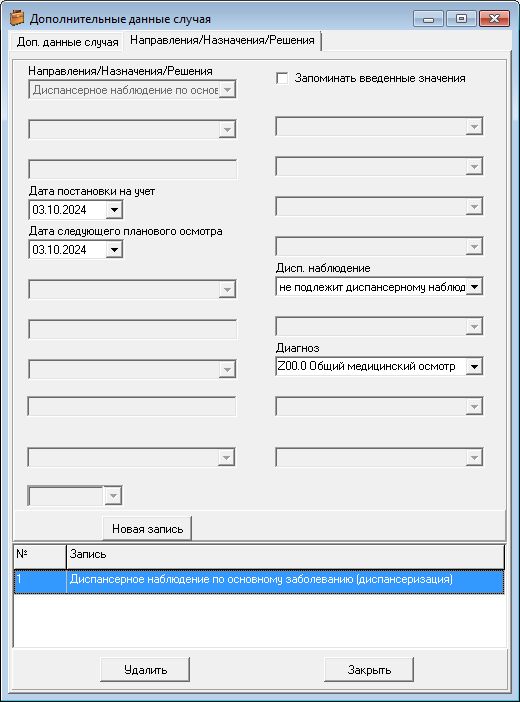 Дополнительные данные случая
Доп. данные случая
Направления/Назначения/Решения
Направления/Назначения/Решения
Запоминать введенные значения
Диспансерное наблюдение по основ
Дата постановки на учет
03.10.2024
Дата следующего планового осмотра
03.10.2024
Дисп. наблюдение
не подлежит диспансерному наблюд
Диагноз
Z00.0 Общий медицинский осмотр
Новая запись
№ Запись
1 Диспансерное наблюдение по основному заболеванию (диспансеризация)
Удалить
Закрыть